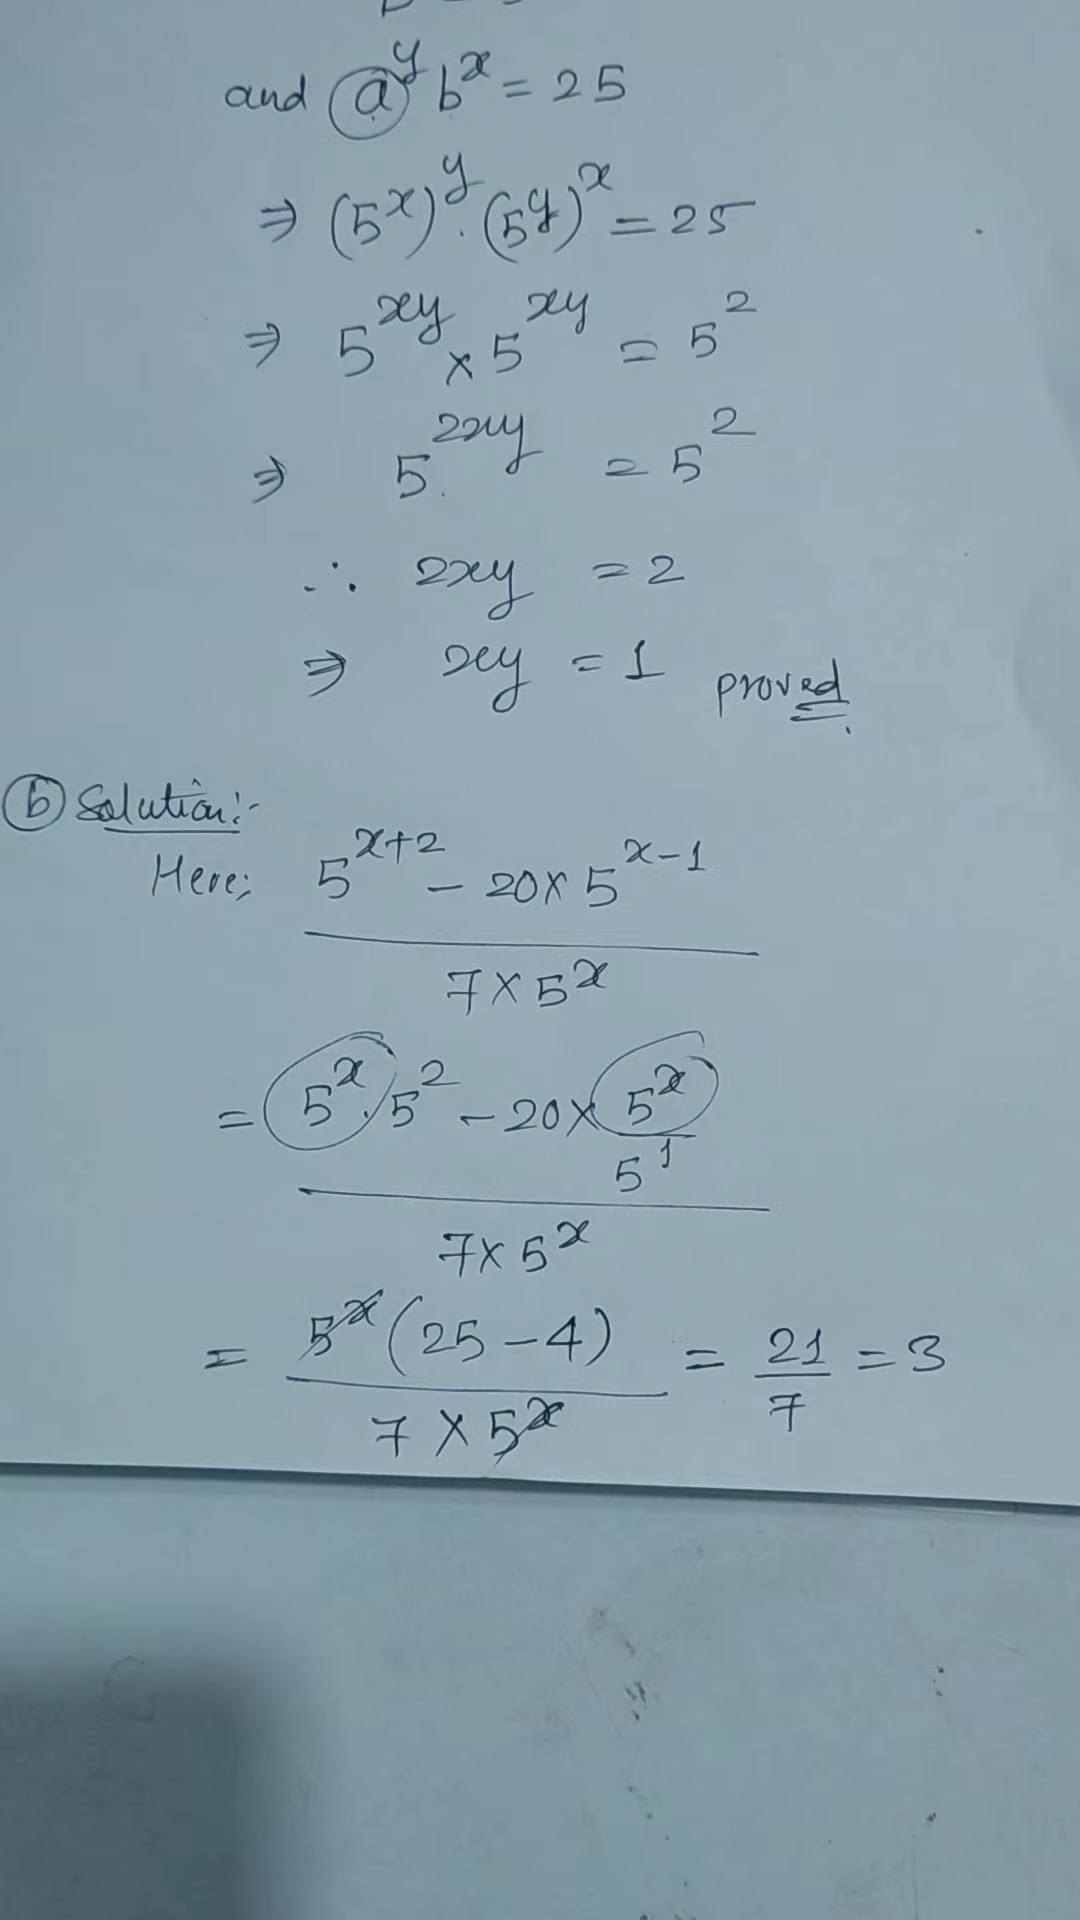 and a^y b^x = 25
⇒ (5^x)^y . (5^y)^x = 25
⇒ 5^xy × 5^xy = 5^2
⇒ 5^2xy = 5^2
∴ 2xy = 2
⇒ xy = 1 proved
(b) Solution:-
Here; 5^x+2 - 20 × 5^x-1
7 × 5^x
= 5^x . 5^2 - 20 × 5^x
5^1
7 × 5^x
= 5^x (25 - 4) = 21 = 3
7 × 5^x 7